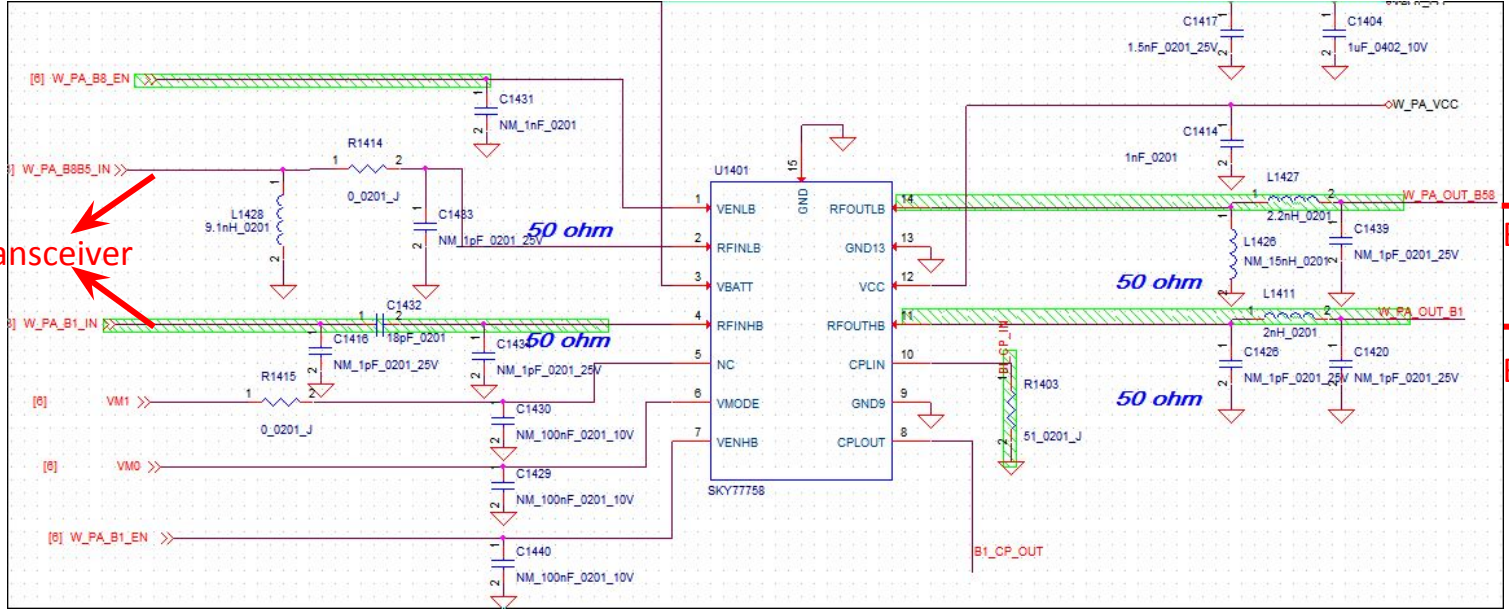 C1417
1.5nF_0201_25V
C1404
1uF_0402_10V
[6] W_PA_B8_EN
C1431
NM_1nF_0201
W_PA_VCC
C1414
1nF_0201
R1414
1 2
0_0201_J
] W_PA_B8B5_IN
L1428
9.1nH_0201
C1433
NM_1pF_0201_25V
50 ohm
ansceiver
U1401
15
GND
1 VENLB
2 RFINLB
3 VBATT
4 RFINHB
5 NC
6 VMODE
7 VENHB
RFOUTLB 14
GND13 13
VCC 12
RFOUTHB 11
CPLIN 10
GND9 9
CPLOUT 8
SKY77758
L1427
1 2
2.2nH_0201
W_PA_OUT_B58
L1426
NM_15nH_0201
C1439
NM_1pF_0201_25V
50 ohm
L1411
1 2
2nH_0201
W_PA_OUT_B1
C1426
NM_1pF_0201_25V
C1420
NM_1pF_0201_25V
50 ohm
] W_PA_B1_IN
C1432
1 2
18pF_0201
C1416
NM_1pF_0201_25V
NM_1pF_0201_25V
50 ohm
R1415
1 2
0_0201_J
[6] VM1
C1430
NM_100nF_0201_10V
[6] VM0
C1429
NM_100nF_0201_10V
[6] W_PA_B1_EN
C1440
NM_100nF_0201_10V
R1403
51_0201_J
B1_CP_OUT